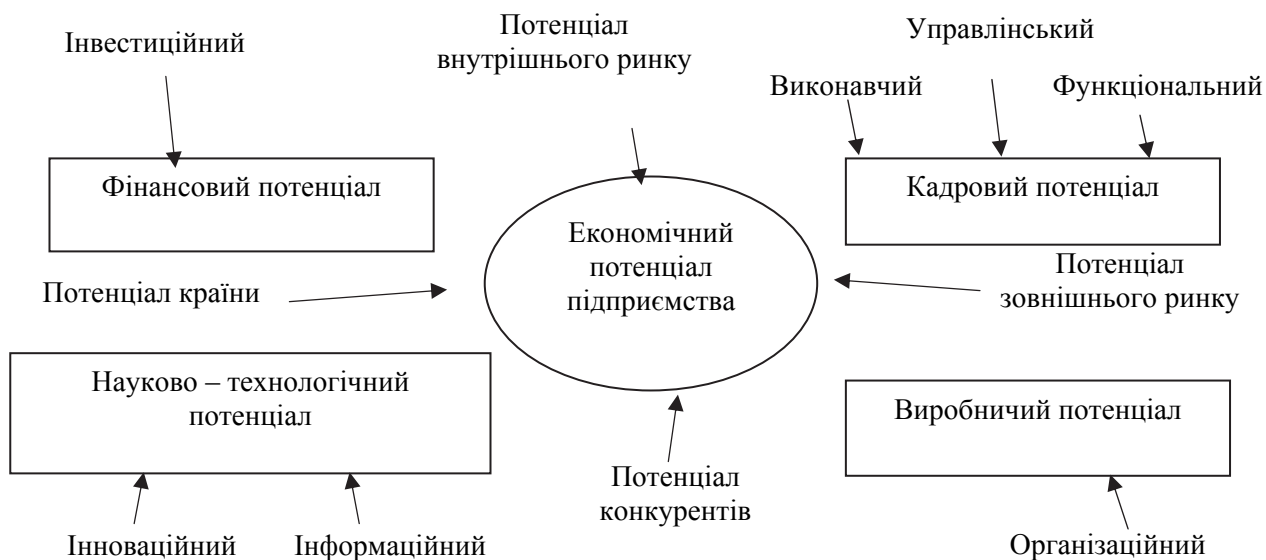 Інвестиційний
Потенціал
внутрішнього ринку
Управлінський
Виконавчий
Функціональний
Фінансовий потенціал
Кадровий потенціал
Економічний
потенціал
підприємства
Потенціал країни
Потенціал
зовнішнього ринку
Науково – технологічний
потенціал
Виробничий потенціал
Потенціал
конкурентів
Інноваційний
Інформаційний
Організаційний